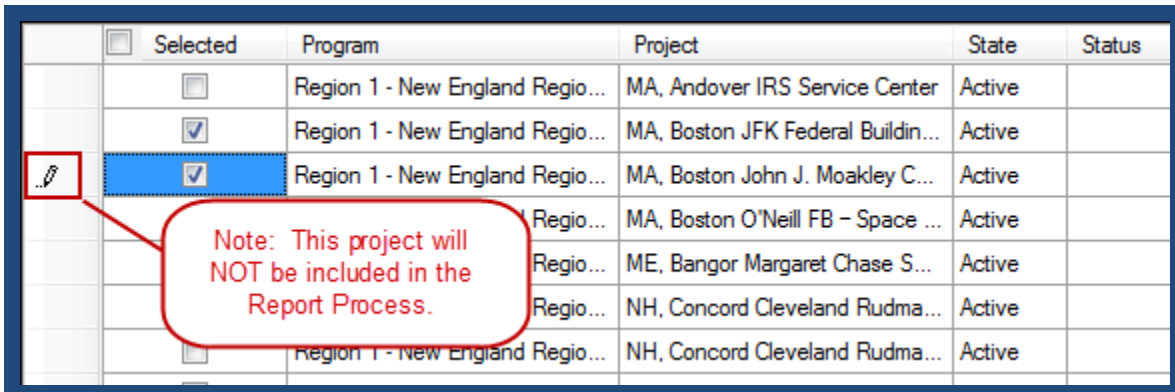 Selected Program Project State Status
Region 1 - New England Regio... MA, Andover IRS Service Center Active
Region 1 - New England Regio... MA, Boston JFK Federal Buildin... Active
Region 1 - New England Regio... MA, Boston John J. Moakley C... Active
Regio... MA, Boston O'Neill FB – Space ... Active
Regio... ME, Bangor Margaret Chase S... Active
Regio... NH, Concord Cleveland Rudma... Active
Region 1 - New England Regio... NH, Concord Cleveland Rudma... Active
Note: This project will
NOT be included in the
Report Process.